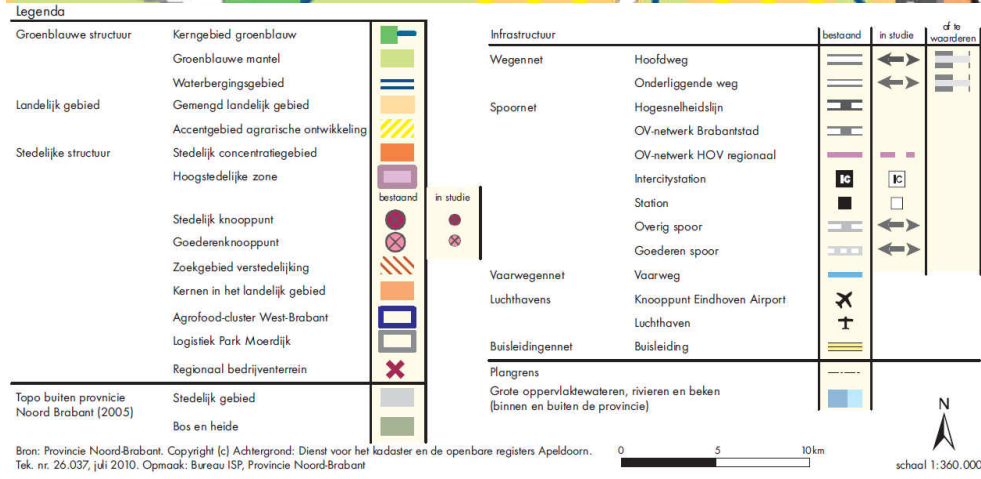 Legenda
Groenblauwe structuur
Kerngebied groenblauw
Groenblauwe mantel
Waterbergingsgebied
Landelijk gebied
Gemengd landelijk gebied
Accentgebied agrarische ontwikkeling
Stedelijke structuur
Stedelijk concentratiegebied
Hoogstedelijke zone
bestaand
in studie
Stedelijk knooppunt
Goederenknooppunt
Zoekgebied verstedelijking
Kernen in het landelijk gebied
Agrofood-cluster West-Brabant
Logistiek Park Moerdijk
Regionaal bedrijventerrein
Topo buiten provnicie
Noord Brabant (2005)
Stedelijk gebied
Bos en heide
Infrastructuur
bestaand
in studie
af te
waarderen
Wegennet
Hoofdweg
Onderliggende weg
Spoornet
Hogesnelheidslijn
OV-netwerk Brabantstad
OV-netwerk HOV regionaal
Intercitystation
IC
IC
Station
Overig spoor
Goederen spoor
Vaarwegennet
Vaarweg
Luchthavens
Knooppunt Eindhoven Airport
Luchthaven
Buisleidingennet
Buisleiding
Plangrens
Grote oppervlaktewateren, rivieren en beken
(binnen en buiten de provincie)
Bron: Provincie Noord-Brabant. Copyright (c) Achtergrond: Dienst voor het kadaster en de openbare registers Apeldoorn.
Tek. nr. 26.037, juli 2010. Opmaak: Bureau ISP, Provincie Noord-Brabant
0 5 10km
N
schaal 1:360.000